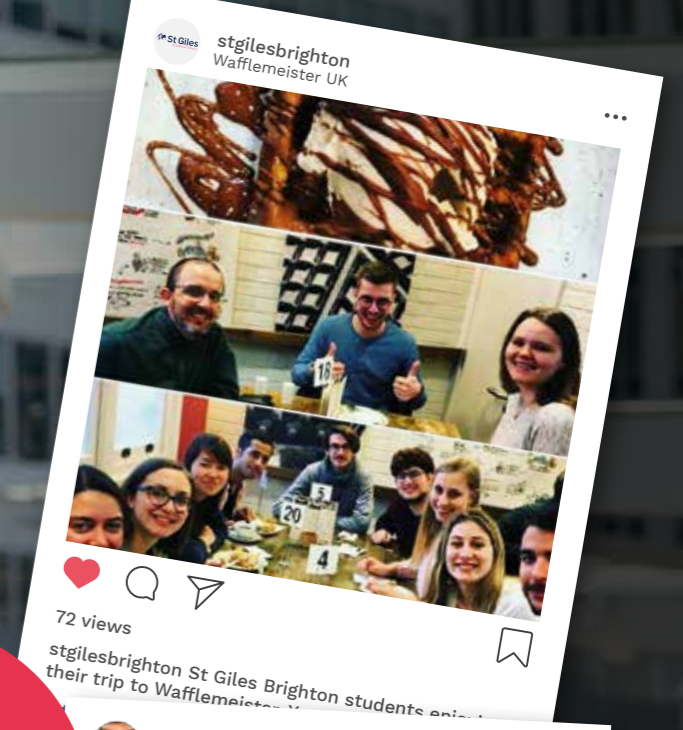 St Giles
stgilesbrighton
Wafflemeister UK
18
5
20
4
72 views
stgilesbrighton St Giles Brighton students
their trip to Wafflemeister